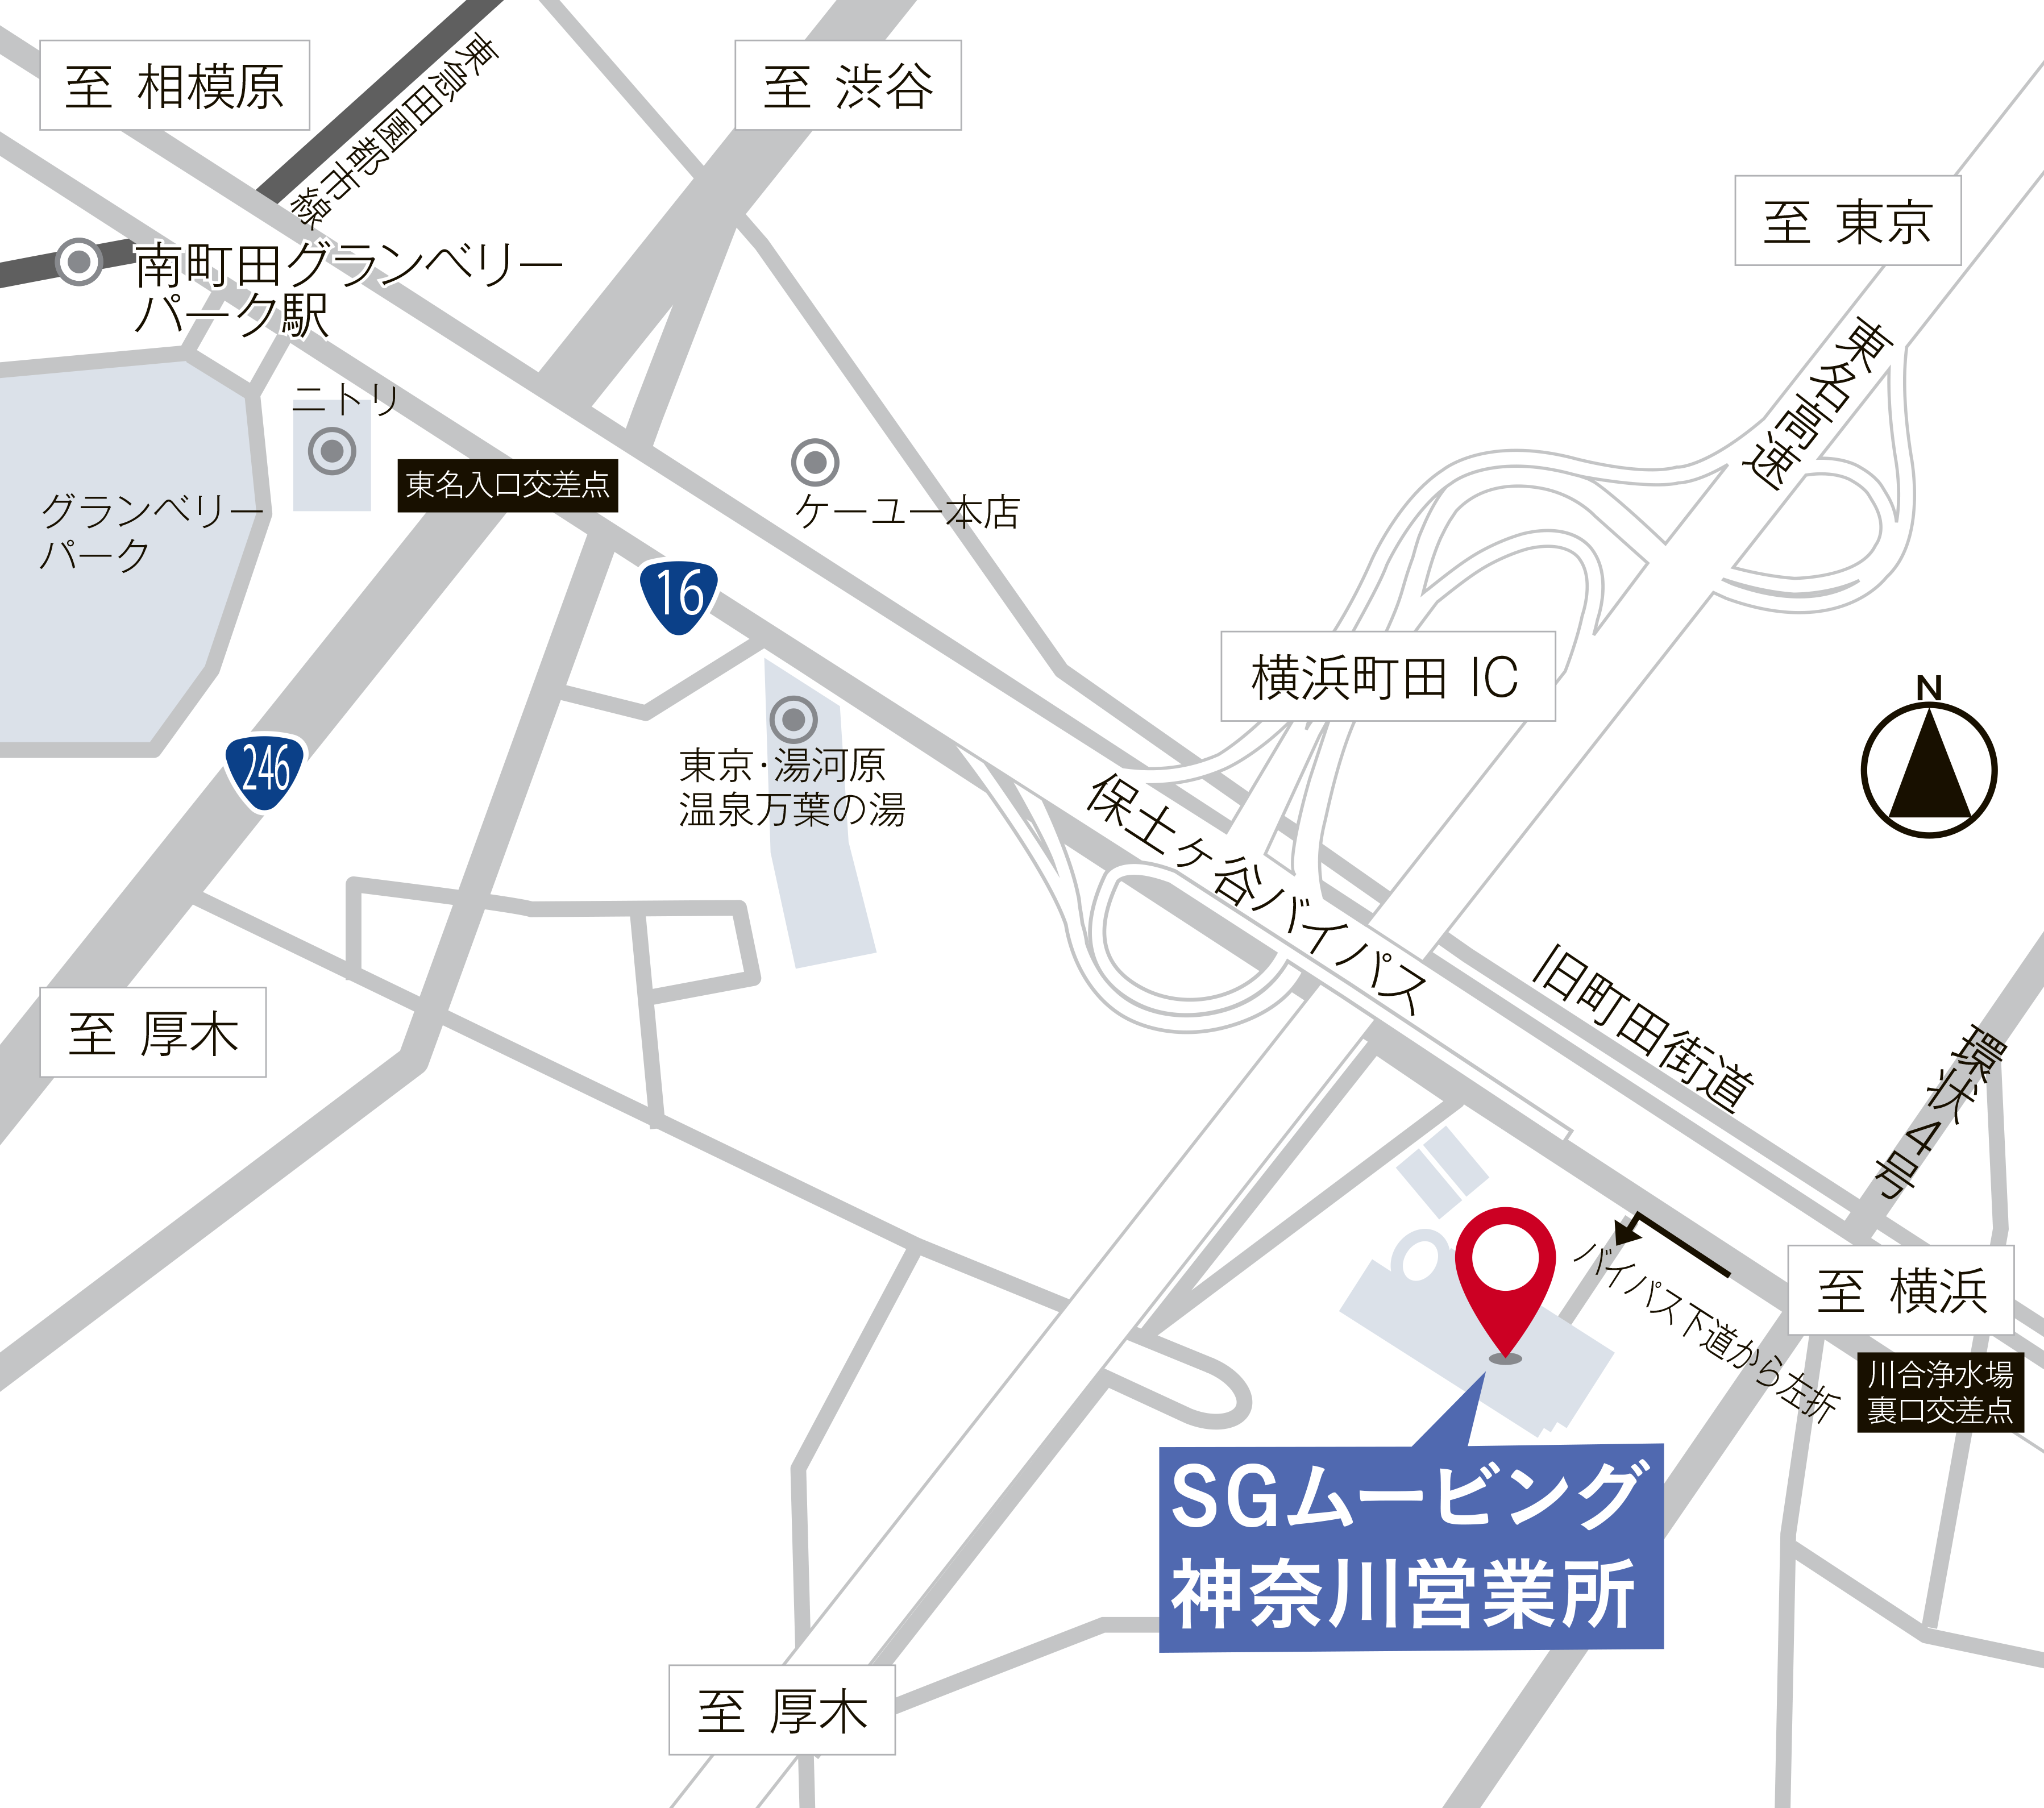 至 相模原
東急田園都市線
至 渋谷
至 東京
南町田グランベリー
パーク駅
東名高速
ニトリ
東名入口交差点
グランベリー
パーク
ケーユー本店
16
横浜町田 IC
N
246
東京・湯河原
温泉万葉の湯
保土ヶ谷バイパス
旧町田街道
至 厚木
環状4号
バイパス下道から左折
至 横浜
川合浄水場
裏口交差点
SGムービング
神奈川営業所
至 厚木